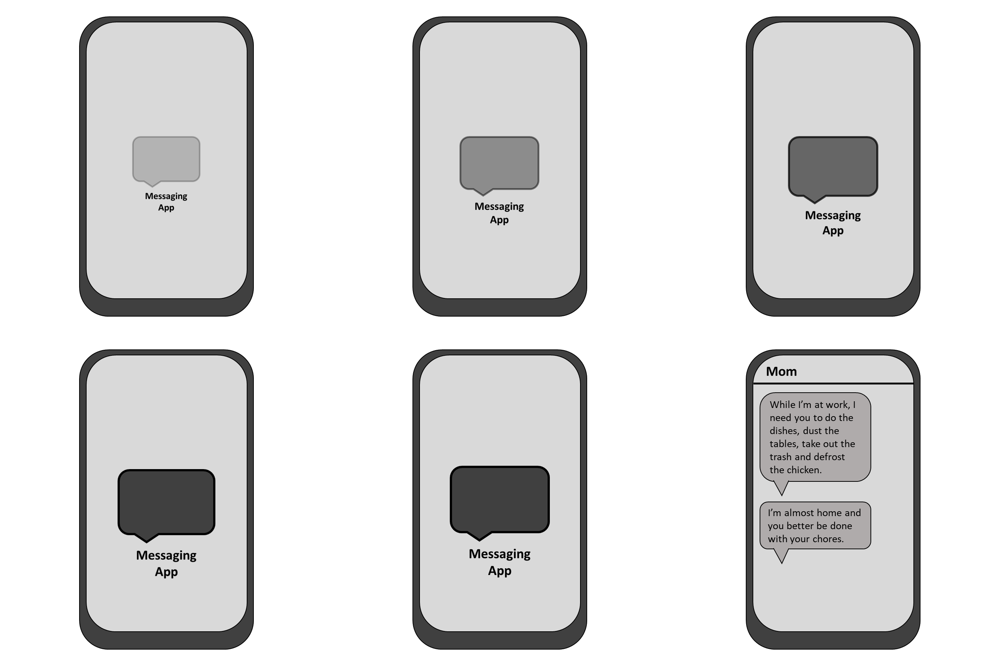 Messaging
App
Messaging
App
Messaging
App
Messaging
App
Messaging
App
Mom
While I’m at work, I
need you to do the
dishes, dust the
tables, take out the
trash and defrost
the chicken.
I’m almost home and
you better be done
with your chores.